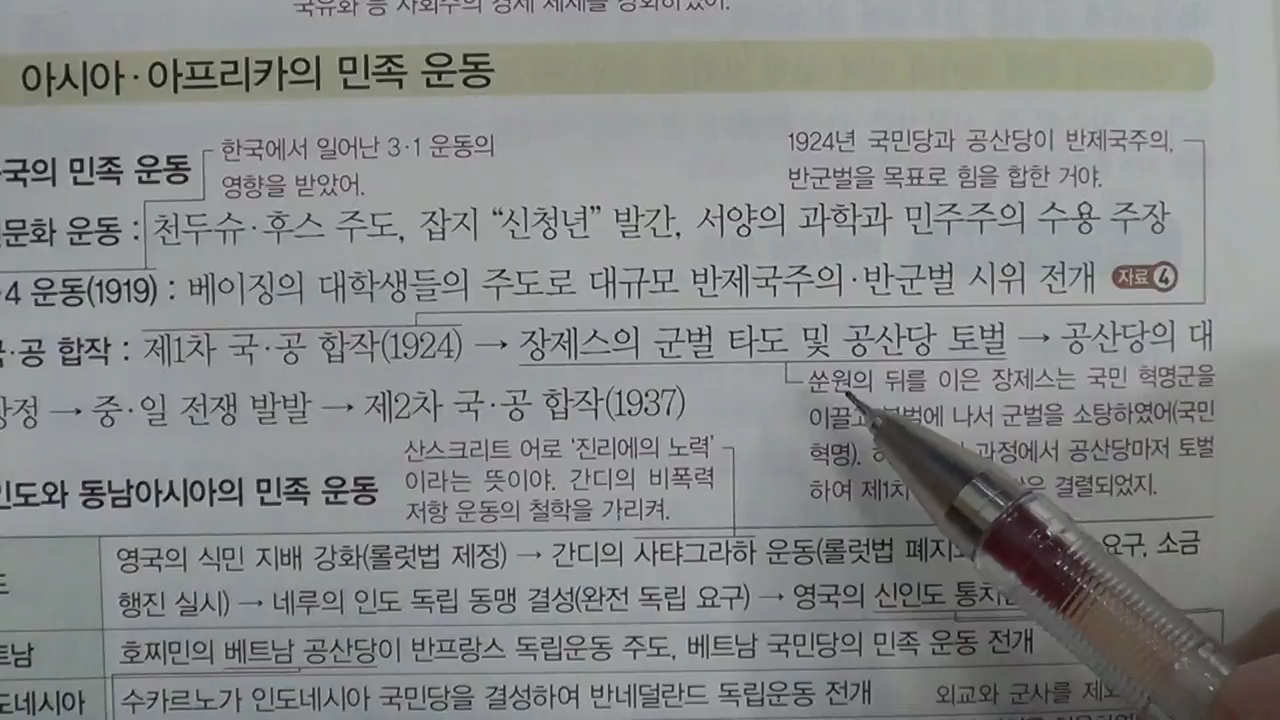 국유화 등 사회주의 경제 체제를 강화하였어.
아시아·아프리카의 민족 운동
한국에서 일어난 3·1 운동의
영향을 받았어.
1924년 국민당과 공산당이 반제국주의,
반군벌을 목표로 힘을 합한 거야.
국의 민족 운동
문화 운동 : 천두슈·후스 주도, 잡지 “신청년” 발간, 서양의 과학과 민주주의 수용 주장
·4 운동(1919) : 베이징의 대학생들의 주도로 대규모 반제국주의·반군벌 시위 전개 자료 4
·공 합작 : 제1차 국·공 합작(1924) → 장제스의 군벌 타도 및 공산당 토벌 → 공산당의 대
장정 → 중·일 전쟁 발발 → 제2차 국·공 합작(1937)
쑨원의 뒤를 이은 장제스는 국민 혁명군을
이끌고 에 나서 군벌을 소탕하였어(국민
혁명). 과정에서 공산당마저 토벌
하여 제1차 은 결렬되었지.
인도와 동남아시아의 민족 운동
산스크리트 어로 ‘진리에의 노력’
이라는 뜻이야. 간디의 비폭력
저항 운동의 철학을 가리켜.
영국의 식민 지배 강화(롤럿법 제정) → 간디의 사탸그라하 운동(롤럿법 폐지 요구, 소금
행진 실시) → 네루의 인도 독립 동맹 결성(완전 독립 요구) → 영국의 신인도 통치
트남 호찌민의 베트남 공산당이 반프랑스 독립운동 주도, 베트남 국민당의 민족 운동 전개
도네시아 수카르노가 인도네시아 국민당을 결성하여 반네덜란드 독립운동 전개
외교와 군사를 제외